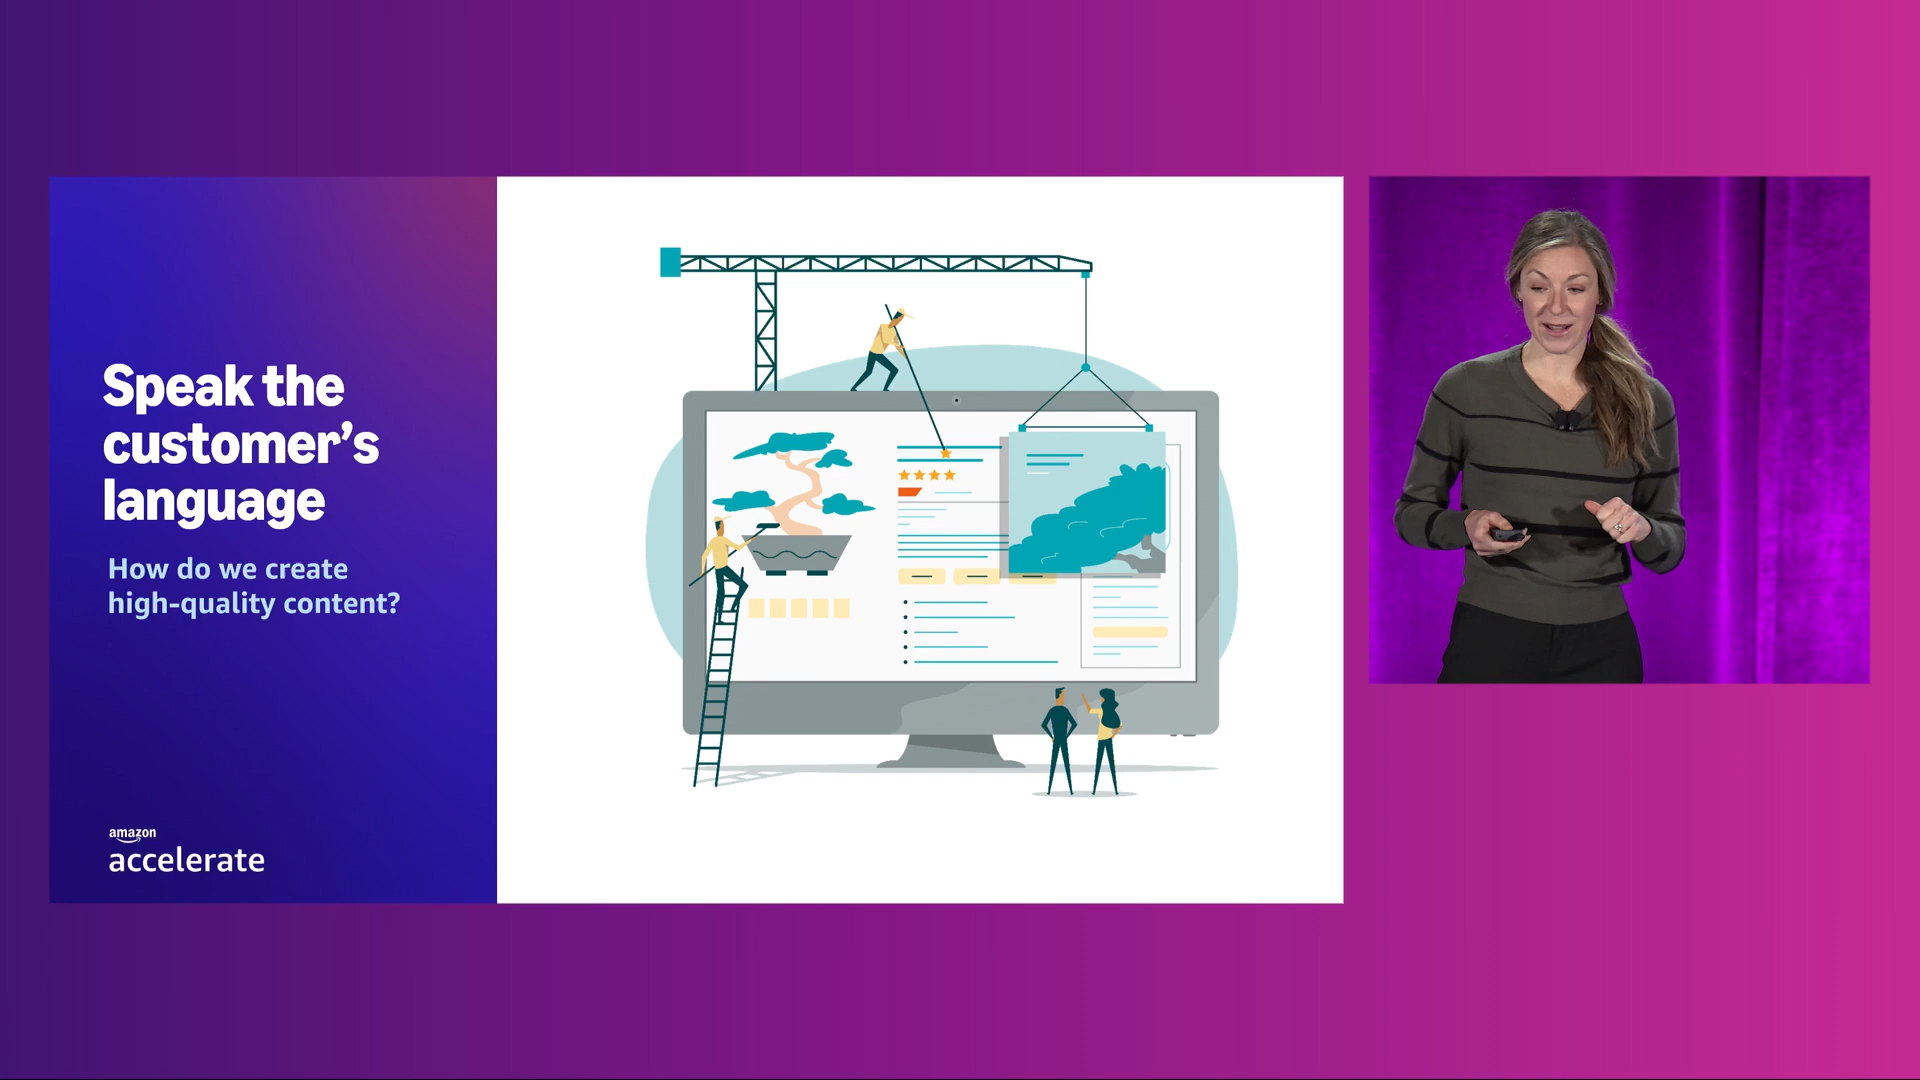 Speak the
customer’s
language
How do we create
high-quality content?
amazon
accelerate